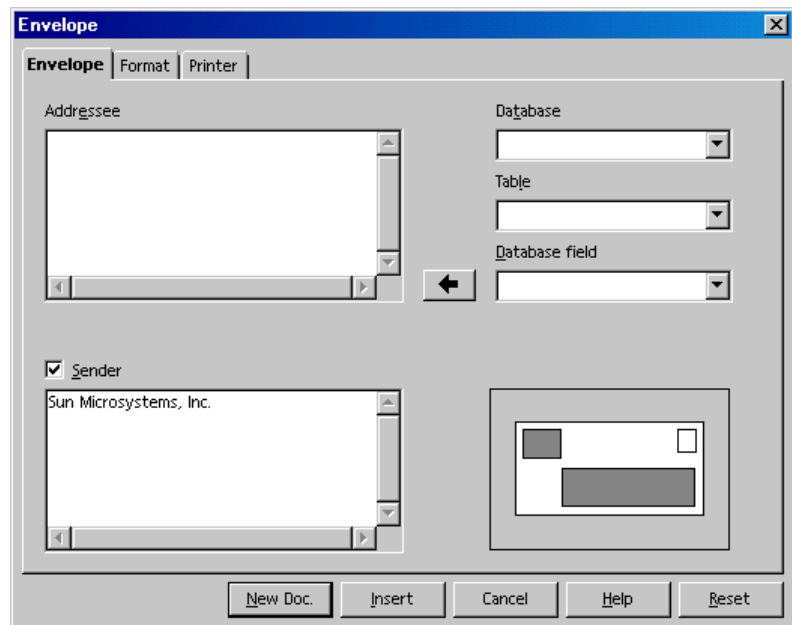 Envelope
Envelope Format Printer
Addressee
Database
Table
Database field
Sender
Sun Microsystems, Inc.
New Doc. Insert Cancel Help Reset